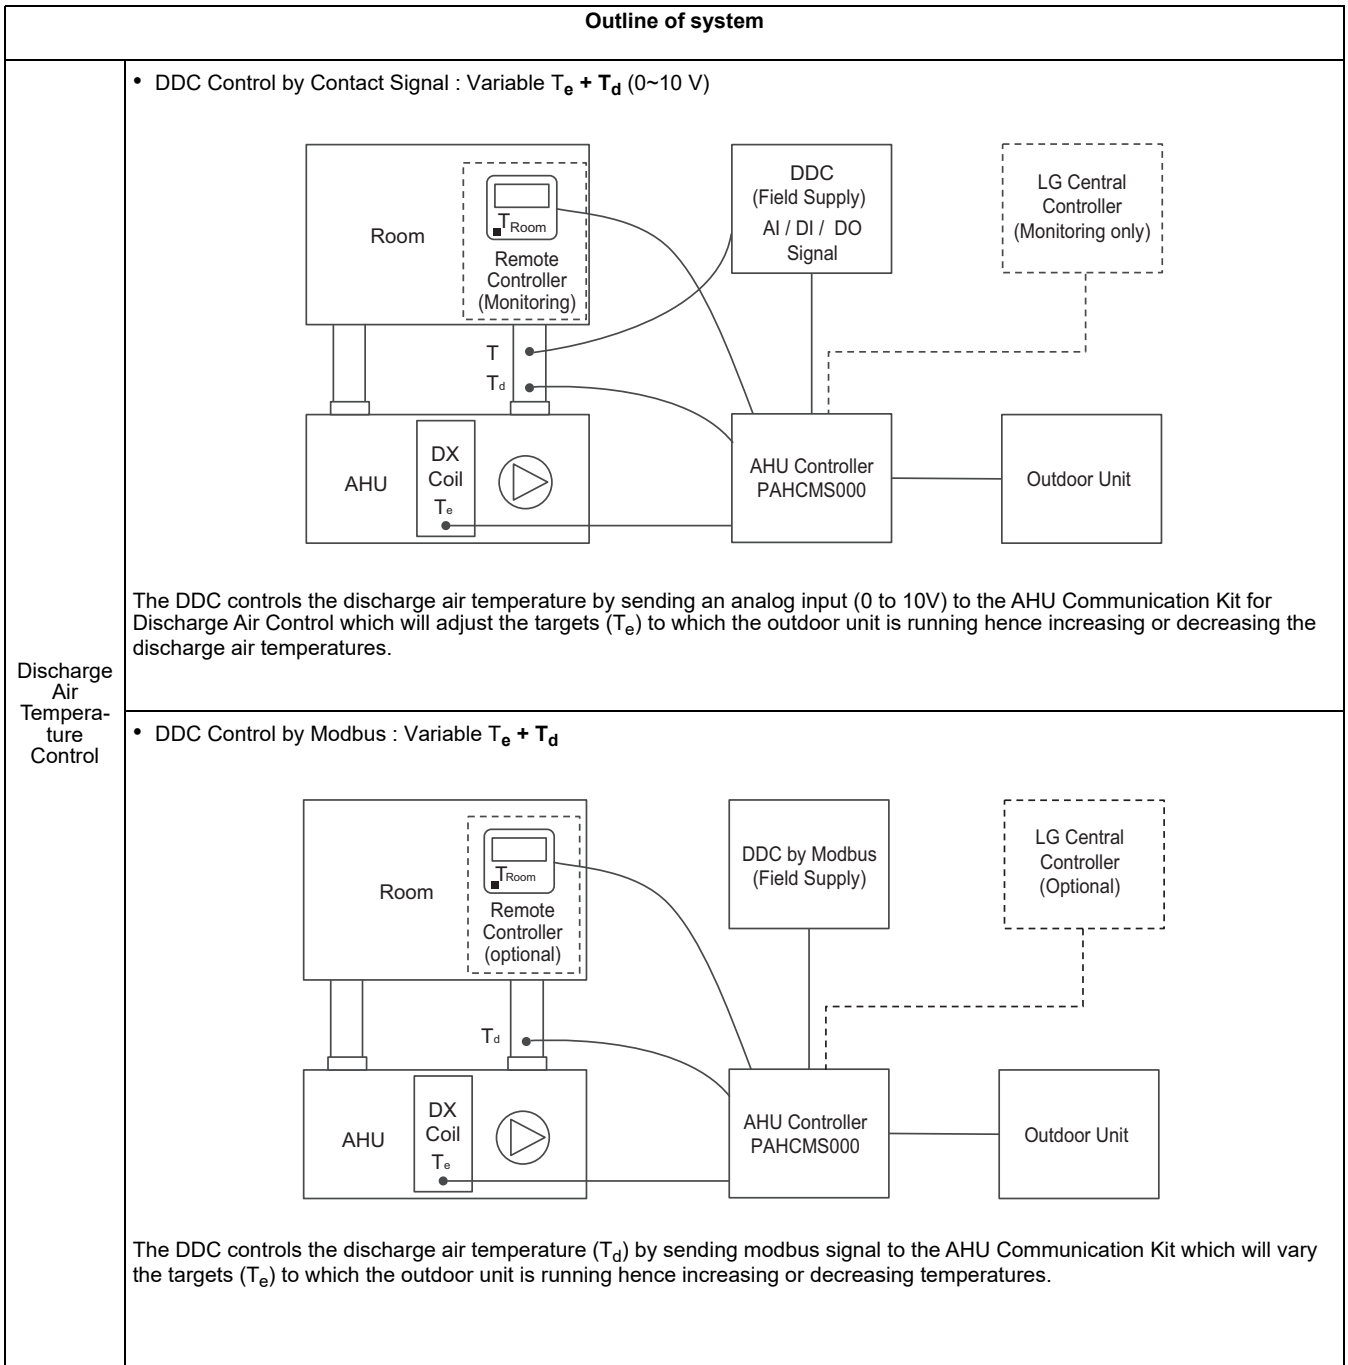 Outline of system
Discharge
Air
Tempera-
ture
Control
• DDC Control by Contact Signal : Variable Te + Td (0~10 V)
Room
TRoom
Remote
Controller
(Monitoring)
DDC
(Field Supply)
AI / DI / DO
Signal
LG Central
Controller
(Monitoring only)
T
Td
AHU
DX
Coil
Te
AHU Controller
PAHCMS000
Outdoor Unit
The DDC controls the discharge air temperature by sending an analog input (0 to 10V) to the AHU Communication Kit for
Discharge Air Control which will adjust the targets (Te) to which the outdoor unit is running hence increasing or decreasing the
discharge air temperatures.
• DDC Control by Modbus : Variable Te + Td
Room
TRoom
Remote
Controller
(optional)
DDC by Modbus
(Field Supply)
LG Central
Controller
(Optional)
Td
AHU
DX
Coil
Te
AHU Controller
PAHCMS000
Outdoor Unit
The DDC controls the discharge air temperature (Td) by sending modbus signal to the AHU Communication Kit which will vary
the targets (Te) to which the outdoor unit is running hence increasing or decreasing temperatures.